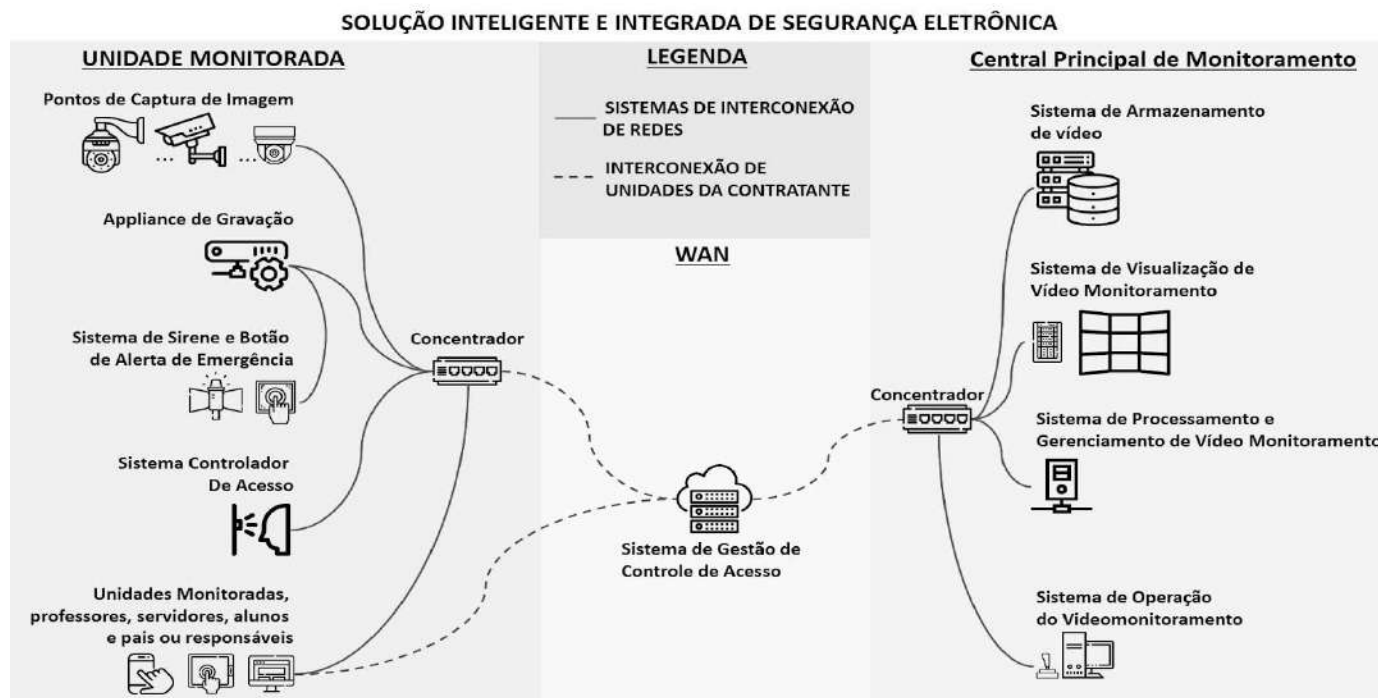 SOLUÇÃO INTELIGENTE E INTEGRADA DE SEGURANÇA ELETRÔNICA
UNIDADE MONITORADA
Pontos de Captura de Imagem
... ...
Appliance de Gravação
Sistema de Sirene e Botão
de Alerta de Emergência
Concentrador
Sistema Controlador
De Acesso
Unidades Monitoradas,
professores, servidores, alunos
e pais ou responsáveis
LEGENDA
SISTEMAS DE INTERCONEXÃO
DE REDES
INTERCONEXÃO DE
UNIDADES DA CONTRATANTE
WAN
Sistema de Gestão de
Controle de Acesso
Central Principal de Monitoramento
Sistema de Armazenamento
de vídeo
Sistema de Visualização de
Vídeo Monitoramento
Concentrador
Sistema de Processamento e
Gerenciamento de Vídeo Monitoramento
Sistema de Operação
do Videomonitoramento